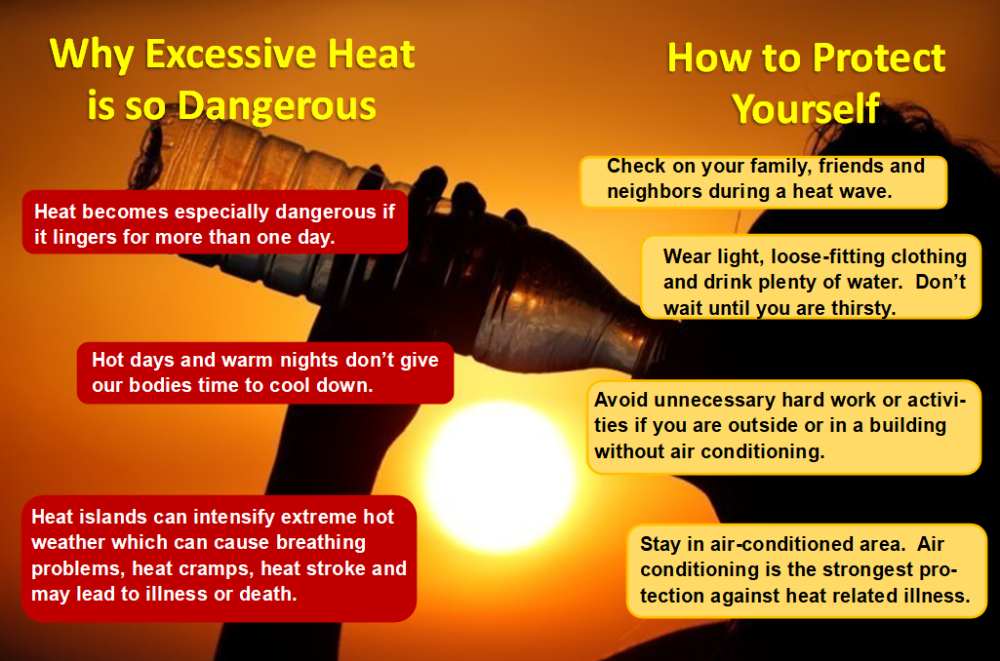 Why Excessive Heat
is so Dangerous
Heat becomes especially dangerous if
it lingers for more than one day.
Hot days and warm nights don’t give
our bodies time to cool down.
Heat islands can intensify extreme hot
weather which can cause breathing
problems, heat cramps, heat stroke and
may lead to illness or death.
How to Protect
Yourself
Check on your family, friends and
neighbors during a heat wave.
Wear light, loose-fitting clothing
and drink plenty of water.  Don’t
wait until you are thirsty.
Avoid unnecessary hard work or activi-
ties if you are outside or in a building
without air conditioning.
Stay in air-conditioned area.  Air
conditioning is the strongest pro-
tection against heat related illness.